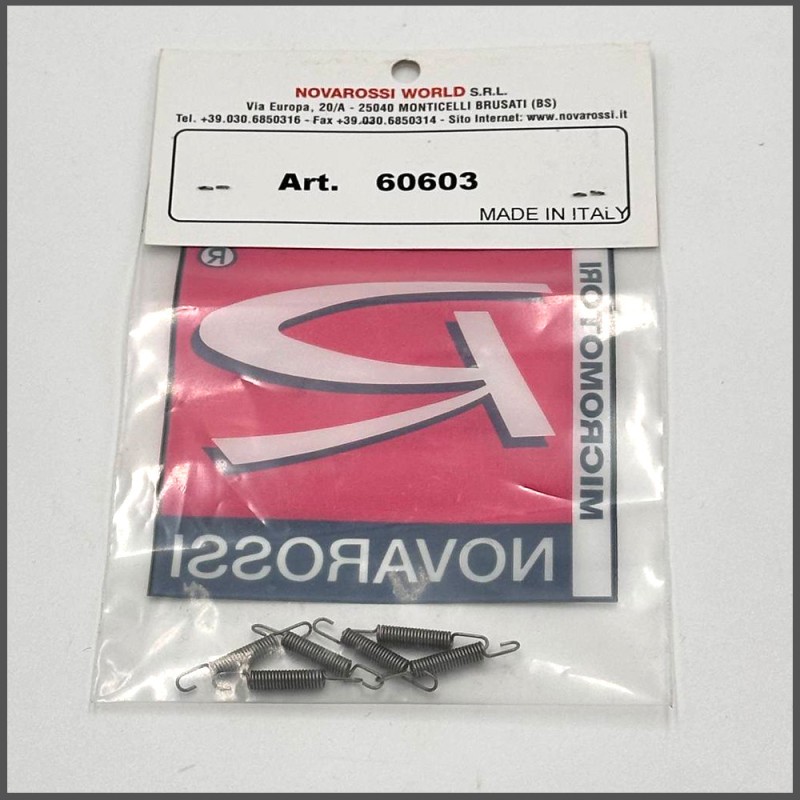 NOVAROSSI WORLD S.R.L.
Via Europa, 20/A - 25040 MONTICELLI BRUSATI (BS)
Tel. +39.030.6850316 - Fax +39.030.6850314 - Sito Internet: www.novarossi.it
Art. 60603
MADE IN ITALY
®
MICROMOTORI
NOVAROSSI